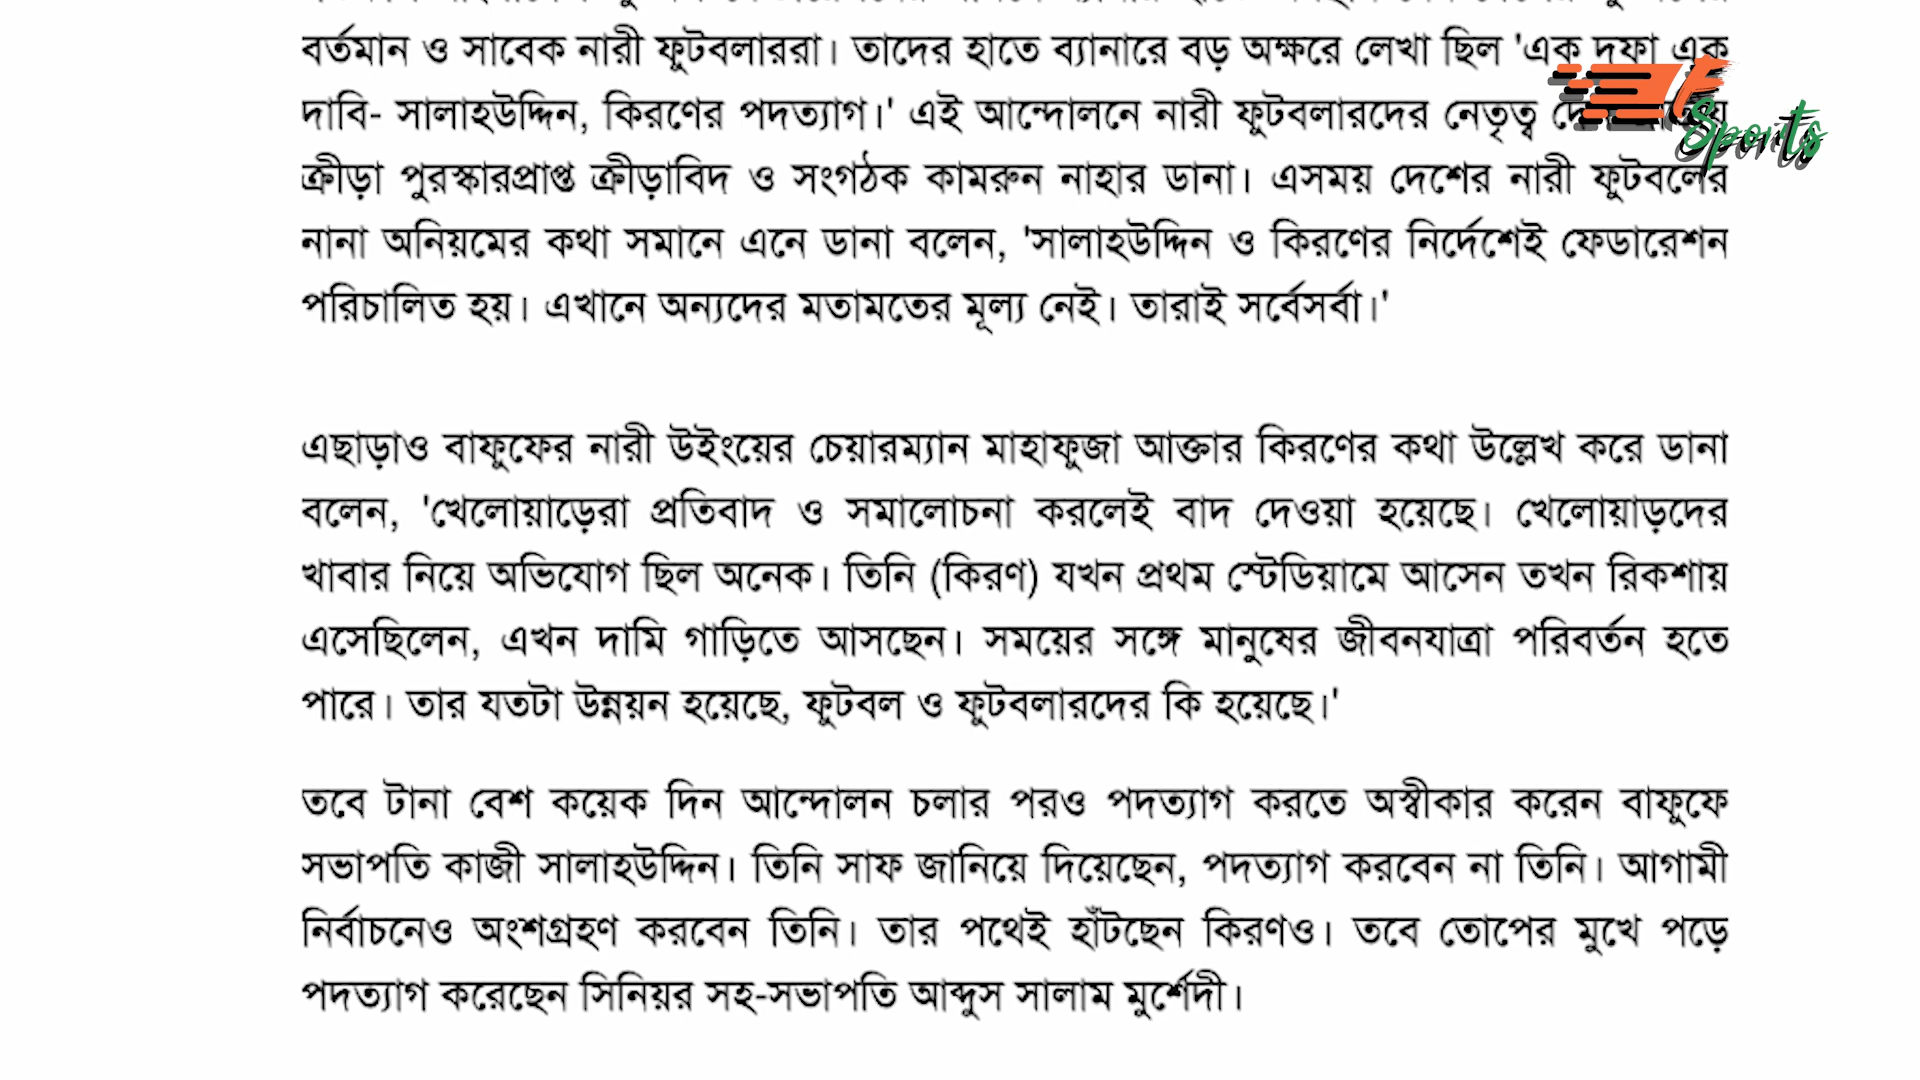 বর্তমান ও সাবেক নারী ফুটবলাররা। তাদের হাতে ব্যানারে বড় অক্ষরে লেখা ছিল 'এক দফা এক
দাবি- সালাহউদ্দিন, কিরণের পদত্যাগ।' এই আন্দোলনে নারী ফুটবলারদের নেতৃত্ব
ক্রীড়া পুরস্কারপ্রাপ্ত ক্রীড়াবিদ ও সংগঠক কামরুন নাহার ডানা। এসময় দেশের নারী ফুটবলের
নানা অনিয়মের কথা সমানে এনে ডানা বলেন, 'সালাহউদ্দিন ও কিরণের নির্দেশেই ফেডারেশন
পরিচালিত হয়। এখানে অন্যদের মতামতের মূল্য নেই। তারাই সর্বেসর্বা।'
এছাড়াও বাফুফের নারী উইংয়ের চেয়ারম্যান মাহাফুজা আক্তার কিরণের কথা উল্লেখ করে ডানা
বলেন, 'খেলোয়াড়েরা প্রতিবাদ ও সমালোচনা করলেই বাদ দেওয়া হয়েছে। খেলোয়াড়দের
খাবার নিয়ে অভিযোগ ছিল অনেক। তিনি (কিরণ) যখন প্রথম স্টেডিয়ামে আসেন তখন রিকশায়
এসেছিলেন, এখন দামি গাড়িতে আসছেন। সময়ের সঙ্গে মানুষের জীবনযাত্রা পরিবর্তন হতে
পারে। তার যতটা উন্নয়ন হয়েছে, ফুটবল ও ফুটবলারদের কি হয়েছে।'
তবে টানা বেশ কয়েক দিন আন্দোলন চলার পরও পদত্যাগ করতে অস্বীকার করেন বাফুফে
সভাপতি কাজী সালাহউদ্দিন। তিনি সাফ জানিয়ে দিয়েছেন, পদত্যাগ করবেন না তিনি। আগামী
নির্বাচনেও অংশগ্রহণ করবেন তিনি। তার পথেই হাঁটছেন কিরণও। তবে তোপের মুখে পড়ে
পদত্যাগ করেছেন সিনিয়র সহ-সভাপতি আব্দুস সালাম মুর্শেদী।
Sports